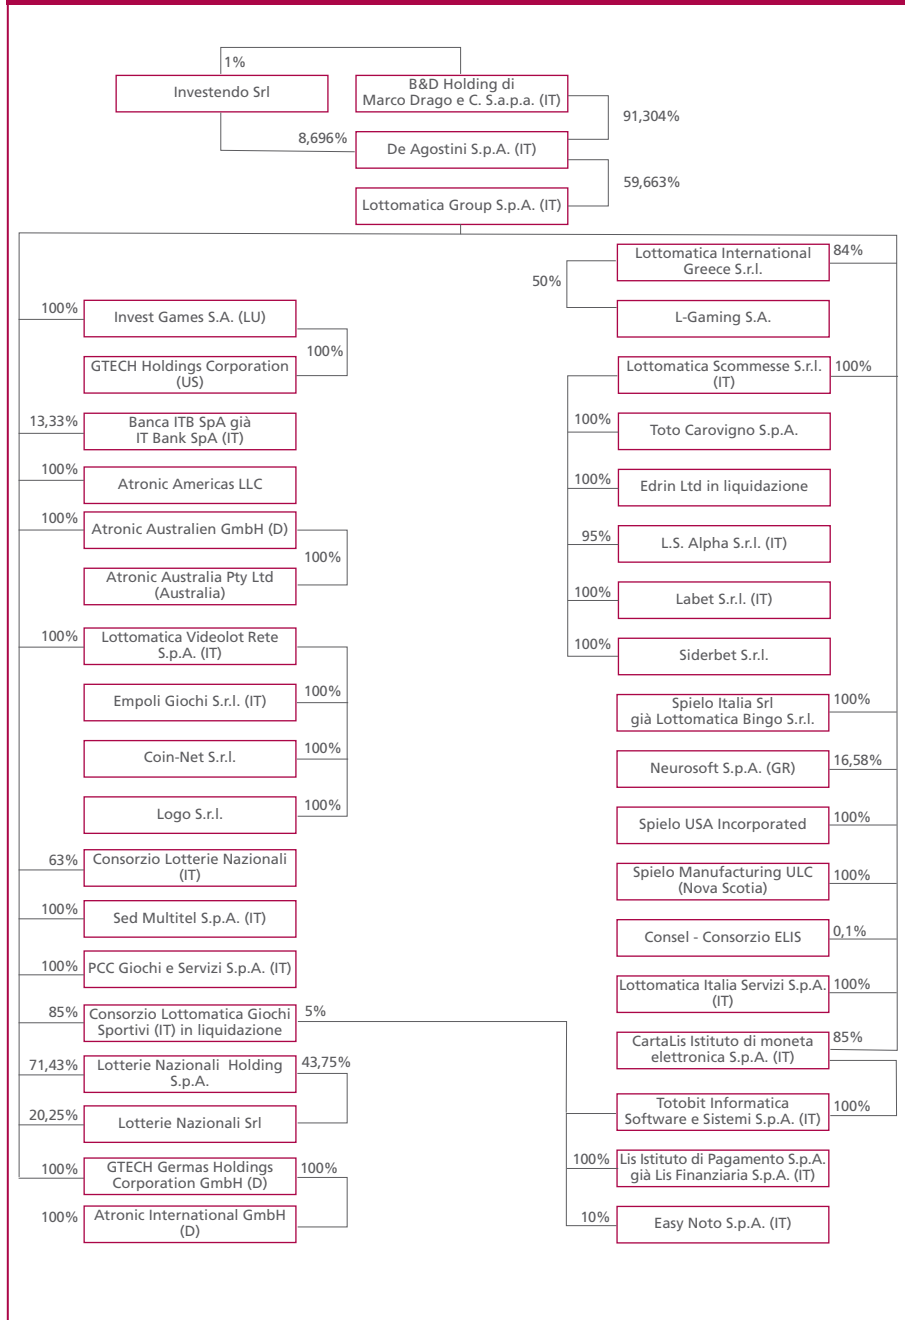 1%
Investendo Srl
B&D Holding di
Marco Drago e C. S.a.p.a. (IT)
91,304%
8,696%
De Agostini S.p.A. (IT)
59,663%
Lottomatica Group S.p.A. (IT)
100%
Invest Games S.A. (LU)
100%
GTECH Holdings Corporation
(US)
13,33%
Banca ITB SpA già
IT Bank SpA (IT)
100%
Atronic Americas LLC
100%
Atronic Australien GmbH (D)
100%
Atronic Australia Pty Ltd
(Australia)
100%
Lottomatica Videolot Rete
S.p.A. (IT)
Empoli Giochi S.r.l. (IT)
100%
Coin-Net S.r.l.
100%
Logo S.r.l.
100%
63%
Consorzio Lotterie Nazionali
(IT)
100%
Sed Multitel S.p.A. (IT)
100%
PCC Giochi e Servizi S.p.A. (IT)
85%
Consorzio Lottomatica Giochi
Sportivi (IT) in liquidazione
5%
71,43%
Lotterie Nazionali Holding
S.p.A.
43,75%
20,25%
Lotterie Nazionali Srl
100%
GTECH Germas Holdings
Corporation GmbH (D)
100%
100%
Atronic International GmbH
(D)
Lottomatica International
Greece S.r.l.
84%
50%
L-Gaming S.A.
Lottomatica Scommesse S.r.l.
(IT)
100%
100%
Toto Carovigno S.p.A.
100%
Edrin Ltd in liquidazione
95%
L.S. Alpha S.r.l. (IT)
100%
Labet S.r.l. (IT)
100%
Siderbet S.r.l.
Spielo Italia Srl
già Lottomatica Bingo S.r.l.
100%
Neurosoft S.p.A. (GR)
16,58%
Spielo USA Incorporated
100%
Spielo Manufacturing ULC
(Nova Scotia)
100%
Consel - Consorzio ELIS
0,1%
Lottomatica Italia Servizi S.p.A.
(IT)
100%
CartaLis Istituto di moneta
elettronica S.p.A. (IT)
85%
Totobit Informatica
Software e Sistemi S.p.A. (IT)
100%
100%
Lis Istituto di Pagamento S.p.A.
già Lis Finanziaria S.p.A. (IT)
10%
Easy Noto S.p.A. (IT)